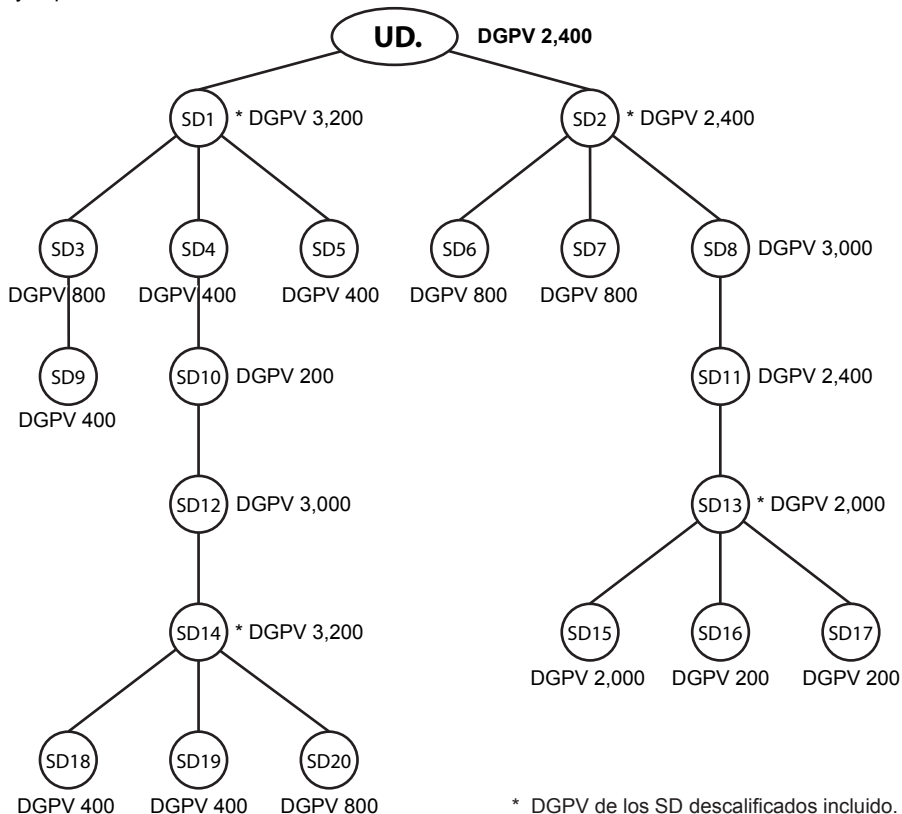 UD. DGPV 2,400
SD1 * DGPV 3,200
SD2 * DGPV 2,400
SD3
SD4
SD5
SD6
SD7
SD8 DGPV 3,000
DGPV 800
DGPV 400
DGPV 400
DGPV 800
DGPV 800
SD9
SD10 DGPV 200
SD11 DGPV 2,400
DGPV 400
SD12 DGPV 3,000
SD13 * DGPV 2,000
SD14 * DGPV 3,200
SD15
SD16
SD17
DGPV 2,000
DGPV 200
DGPV 200
SD18
SD19
SD20
DGPV 400
DGPV 400
DGPV 800
* DGPV de los SD descalificados incluido.